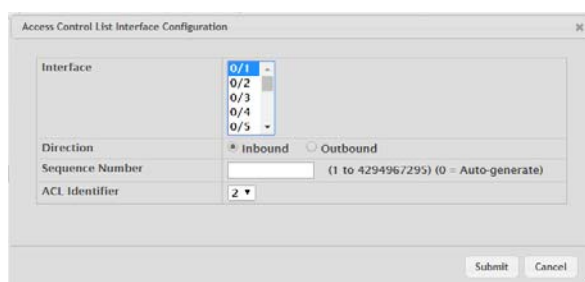 Access Control List Interface Configuration
Interface
0/1
0/2
0/3
0/4
0/5
Direction
Inbound Outbound
Sequence Number
(1 to 4294967295) (0 = Auto-generate)
ACL Identifier
2
Submit Cancel